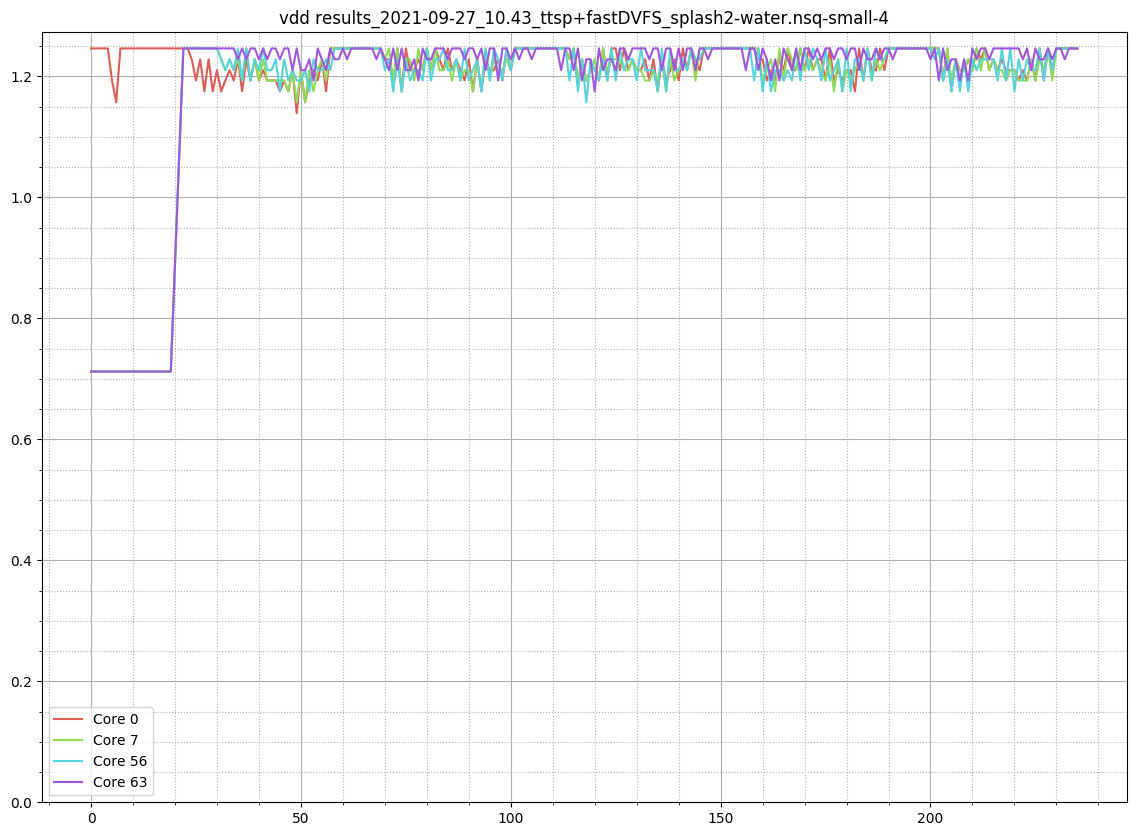 vdd results_2021-09-27_10.43_ttsp+fastDVFS_splash2-water.nsq-small-4
1.2
1.0
0.8
0.6
0.4
0.2
0.0
Core 0
Core 7
Core 56
Core 63
0 50 100 150 200